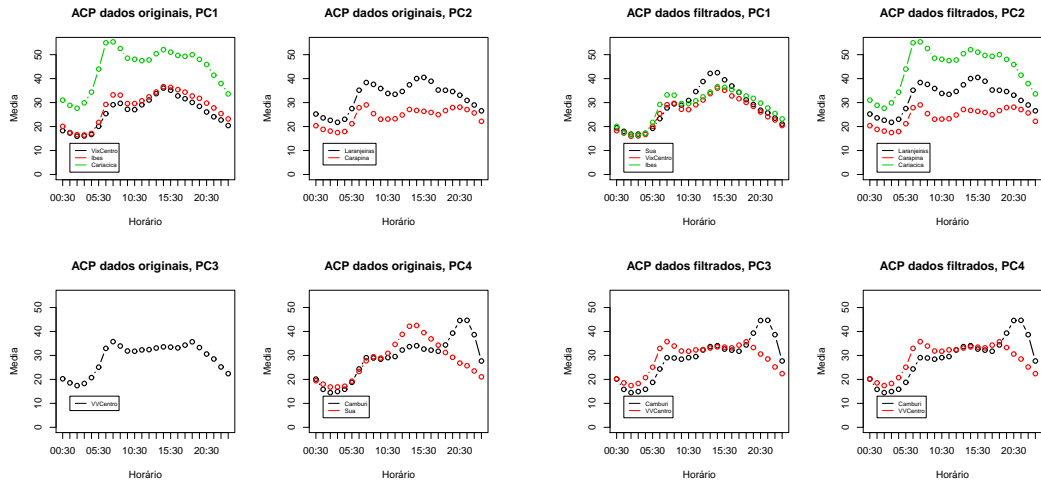 ACP dados originais, PC1
Media
0 10 20 30 40 50
VixCentro
Ibes
Cariacica
00:30 05:30 10:30 15:30 20:30
Horário
ACP dados originais, PC2
Media
0 10 20 30 40 50
Laranjeiras
Carapina
00:30 05:30 10:30 15:30 20:30
Horário
ACP dados filtrados, PC1
Media
0 10 20 30 40 50
Sua
VixCentro
Ibes
00:30 05:30 10:30 15:30 20:30
Horário
ACP dados filtrados, PC2
Media
0 10 20 30 40 50
Laranjeiras
Carapina
Cariacica
00:30 05:30 10:30 15:30 20:30
Horário
ACP dados originais, PC3
Media
0 10 20 30 40 50
VVCentro
00:30 05:30 10:30 15:30 20:30
Horário
ACP dados originais, PC4
Media
0 10 20 30 40 50
Camburi
Sua
00:30 05:30 10:30 15:30 20:30
Horário
ACP dados filtrados, PC3
Media
0 10 20 30 40 50
Camburi
VVCentro
00:30 05:30 10:30 15:30 20:30
Horário
ACP dados filtrados, PC4
Media
0 10 20 30 40 50
Camburi
VVCentro
00:30 05:30 10:30 15:30 20:30
Horário